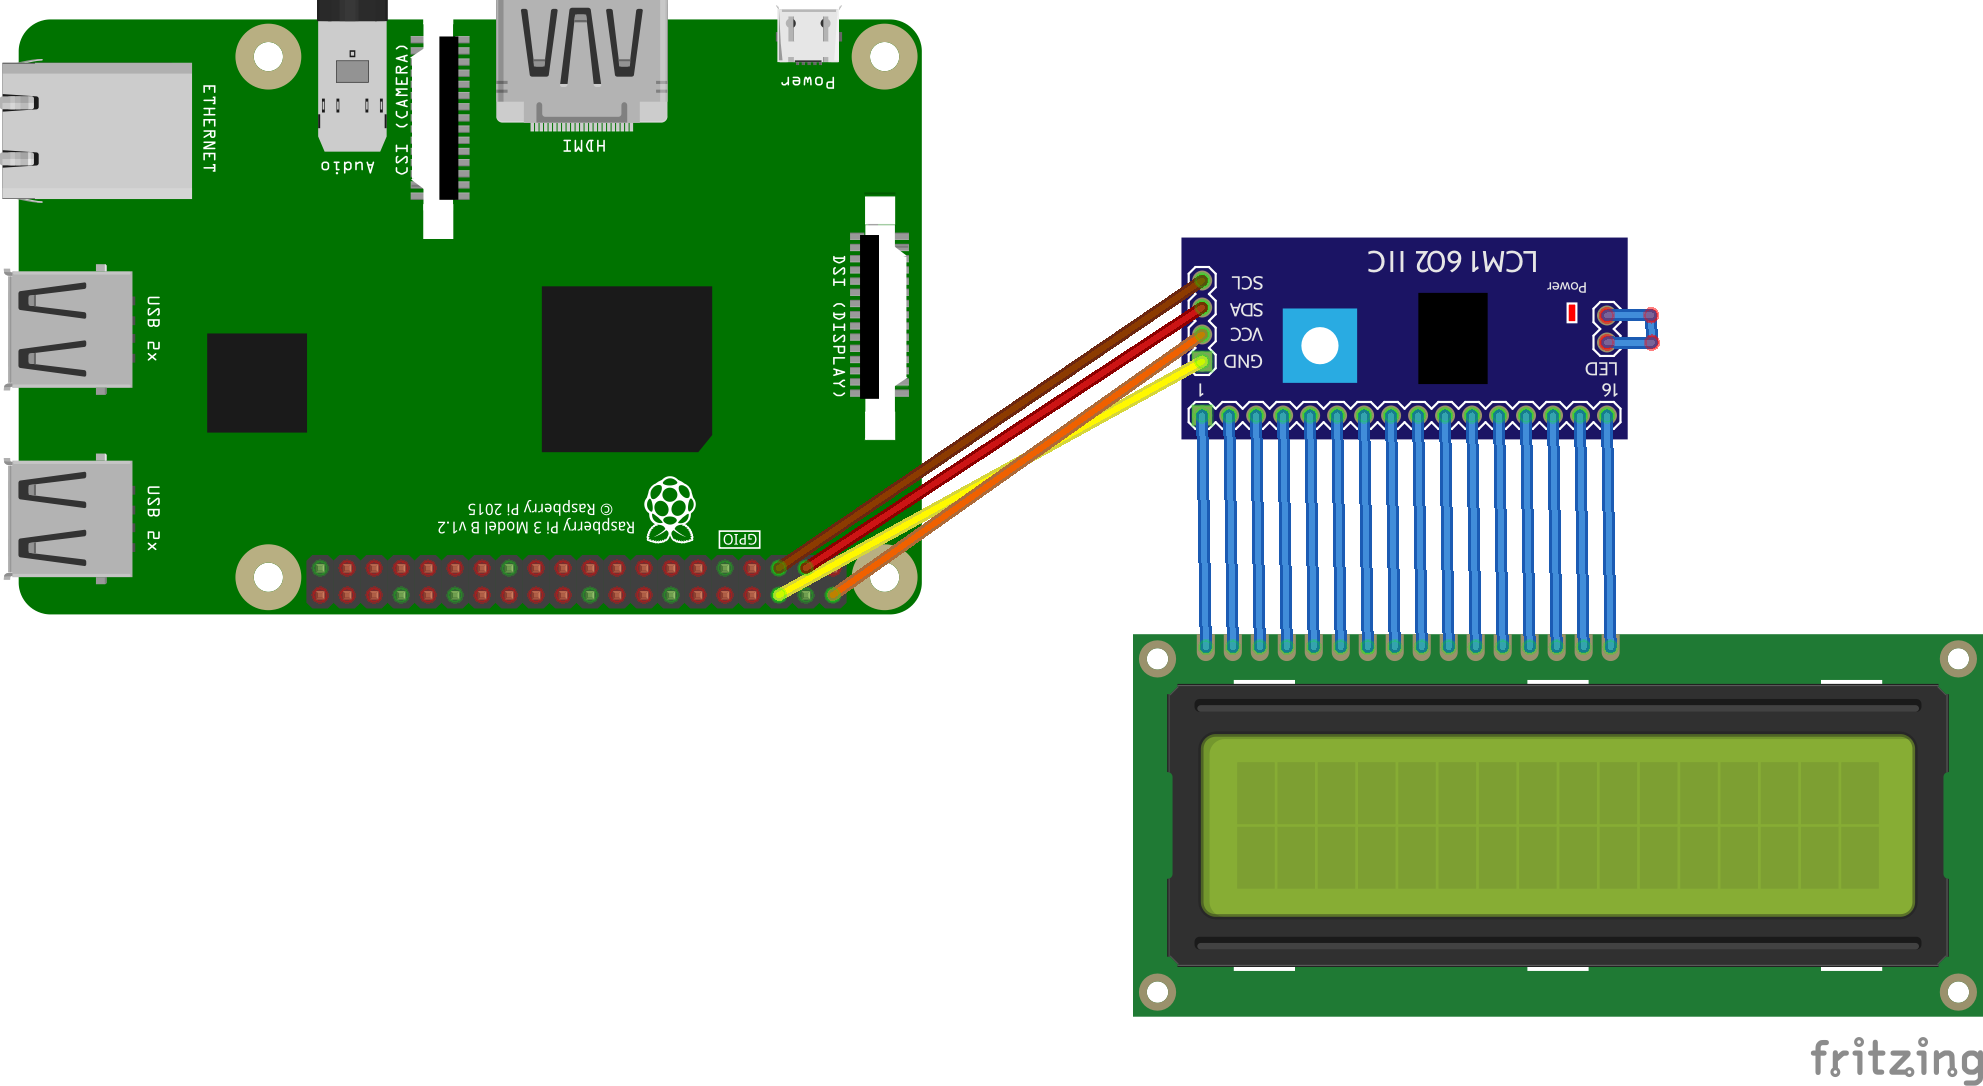 ETHERNET
Audio
CSI (CAMERA)
HDMI
Power
DSI (DISPLAY)
USB 2x
USB 2x
© Raspberry Pi 2015
Raspberry Pi 3 Model B v1.2
GPIO
LCM1602 IIC
SCL
SDA
VCC
GND
Power
LED
1
16
fritzing